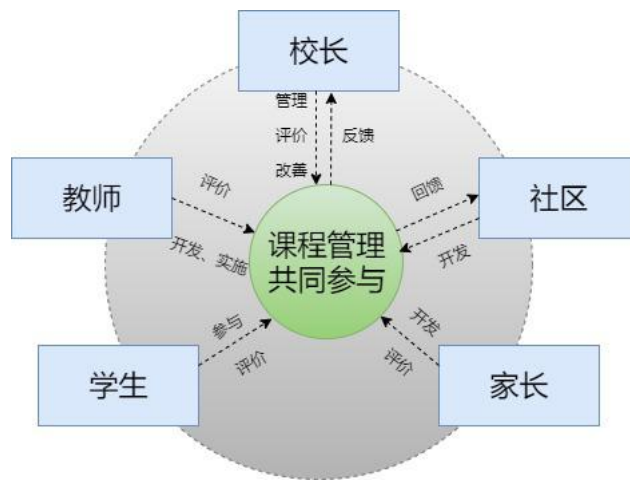 校长
管理
评价
反馈
改善
教师
评价
开发、实施
回馈
社区
开发
课程管理
共同参与
参与
评价
学生
开发
评价
家长